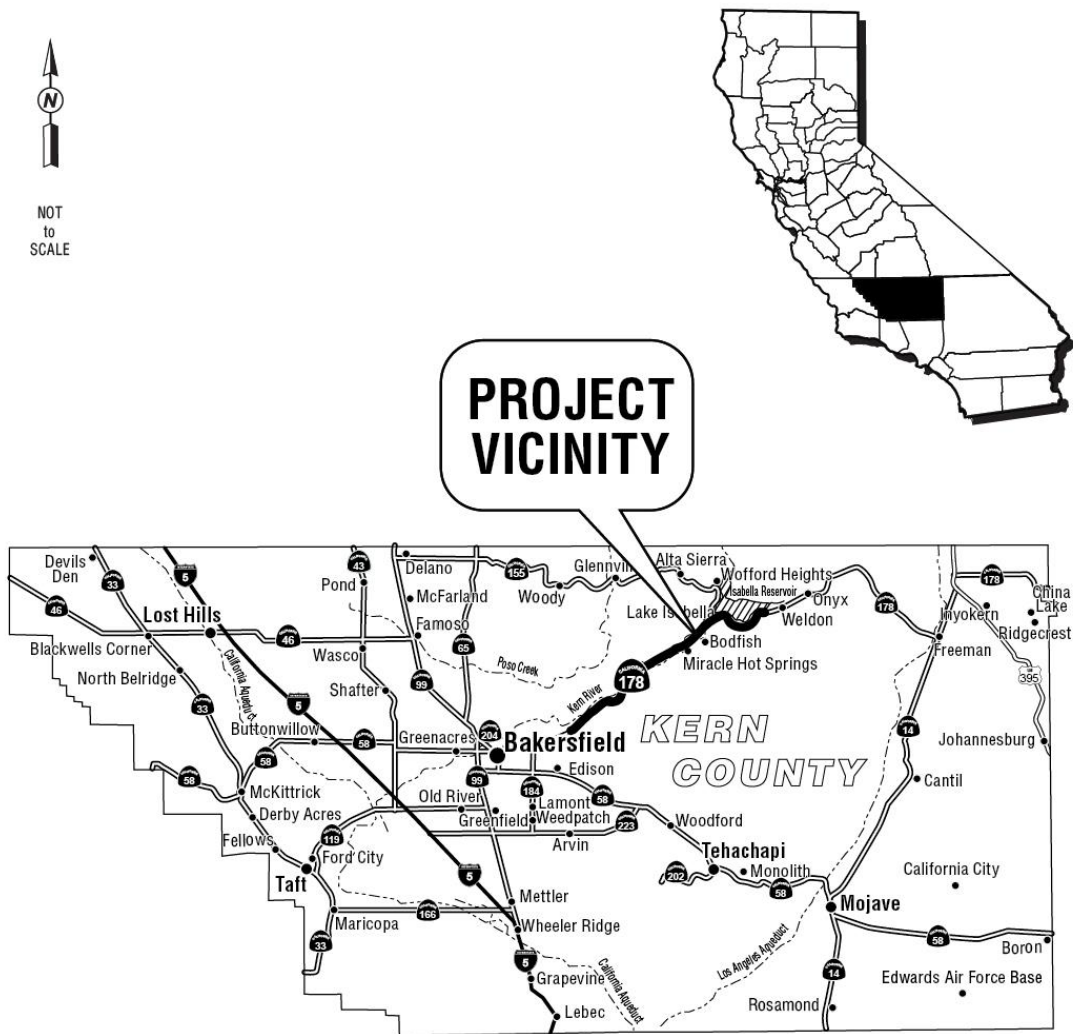 N
NOT
to
SCALE
PROJECT
VICINITY
Devils
Den
33
5
43
Pond
Delano
155
Woody
Glennvill
Alta Sierra
Wofford Heights
Isabella Reservoir
Onyx
178
178
China
Lake
Inyokern
Ridgecrest
46
Lost Hills
46
McFarland
Famoso
65
Lake Isabella
Weldon
Bodfish
Miracle Hot Springs
Freeman
Blackwells Corner
Wasco
Poso Creek
North Belridge
California Aqueduct
Shafter
99
178
395
33
5
Kern River
KERN
COUNTY
14
Buttonwillow
58
Greenacres
204
Bakersfield
Johannesburg
58
58
McKittrick
99
Edison
184
58
Cantil
Derby Acres
Old River
Greenfield
Lamont
Weedpatch
223
Woodford
Fellows
119
Arvin
Ford City
5
Tehachapi
Taft
202
Monolith
58
California City
Mettler
Mojave
Maricopa
166
Wheeler Ridge
58
33
5
California Aqueduct
Los Angeles Aqueduct
Boron
Grapevine
14
Edwards Air Force Base
Lebec
Rosamond